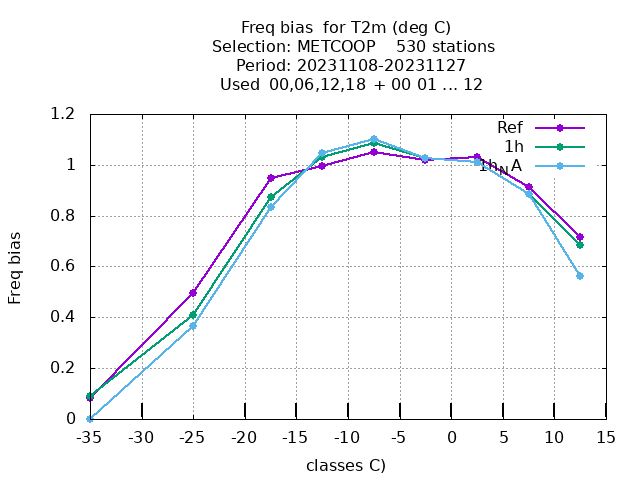 Freq bias  for T2m (deg C)
Selection: METCOOP    530 stations
Period: 20231108-20231127
Used  00,06,12,18  + 00 01 ... 12
1.2
1
0.8
0.6
0.4
0.2
0
Freq bias
Ref
1h
1h_NA
-35 -30 -25 -20 -15 -10 -5 0 5 10 15
classes C)